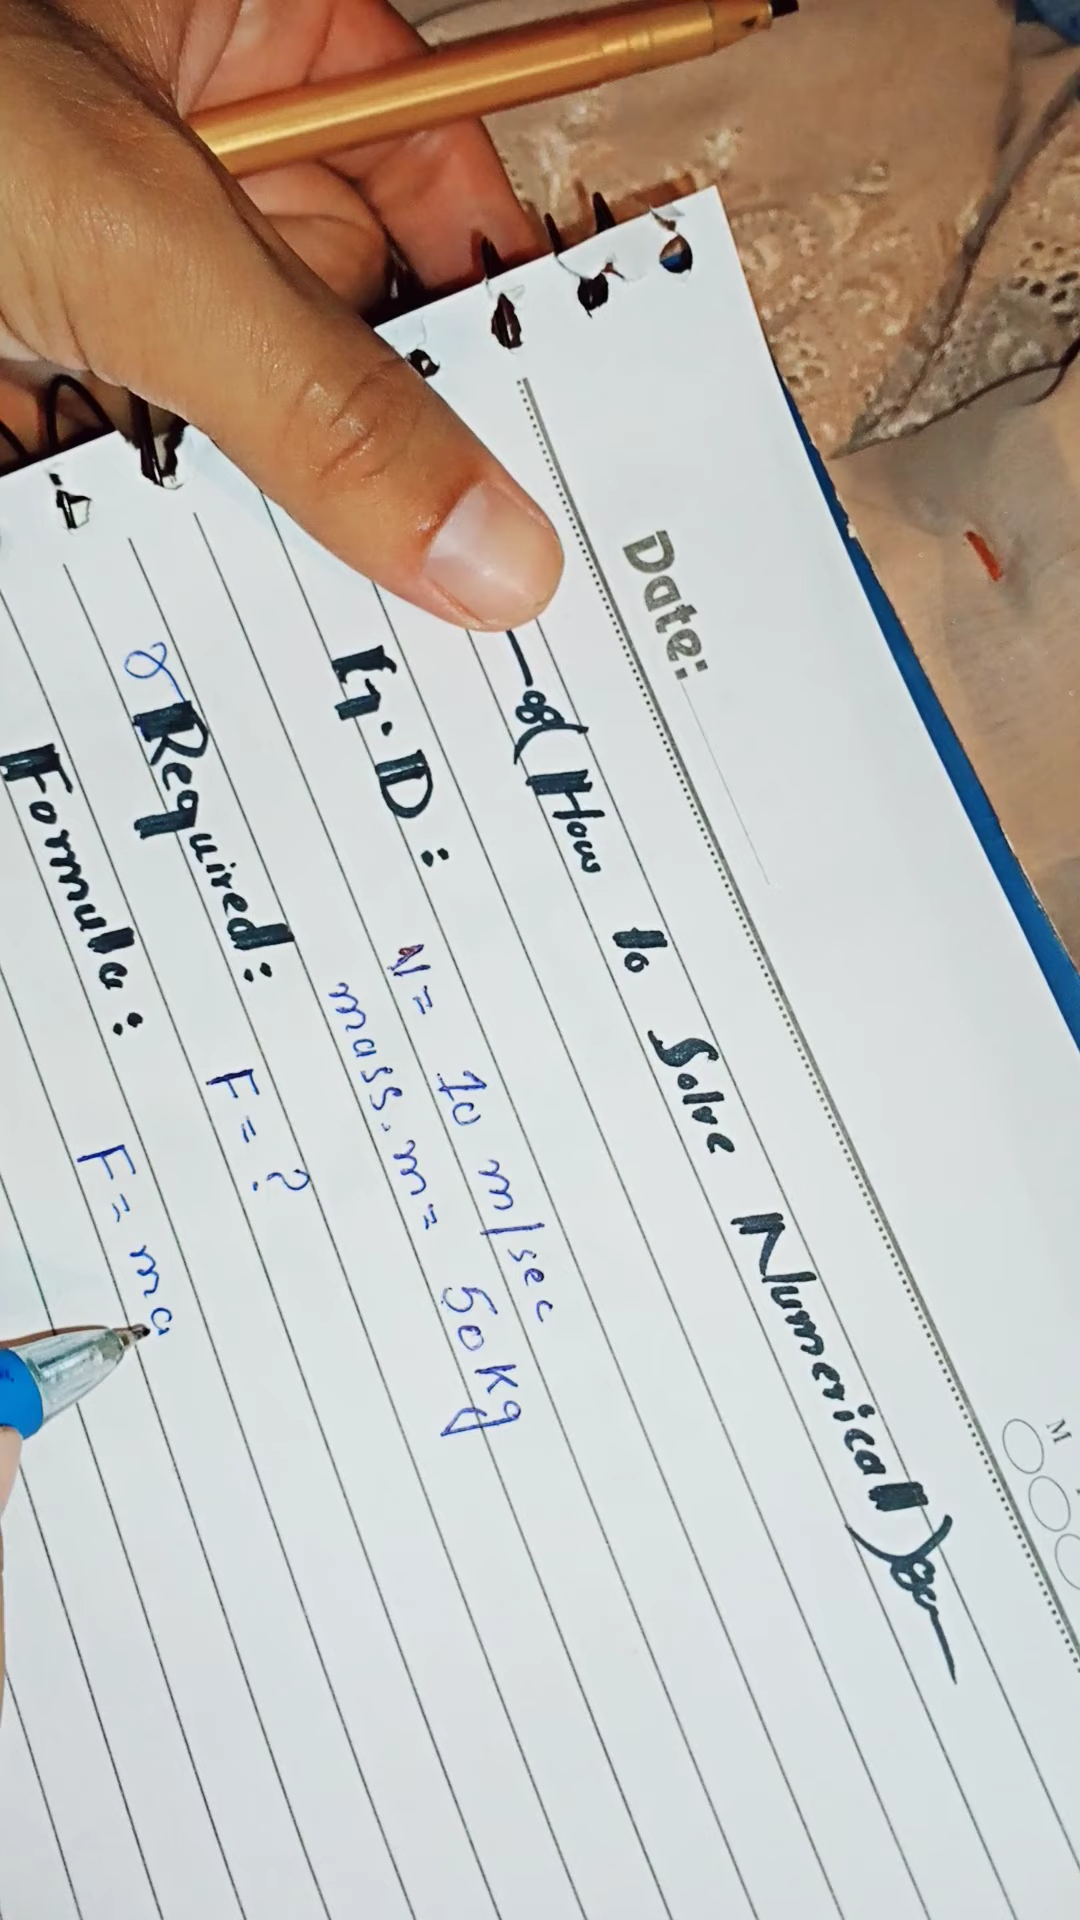 Date:
M
How to Solve Numerical
G.D: V= 10 m/sec
mass.m= 50kg
Required: F=?
Formula: F=ma